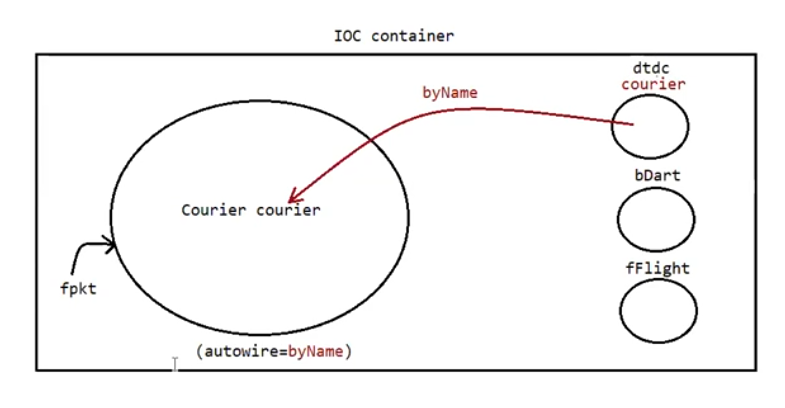 IOC container
dtdc
courier
byName
bDart
Courier courier
fFlight
fpkt
(autowire=byName)